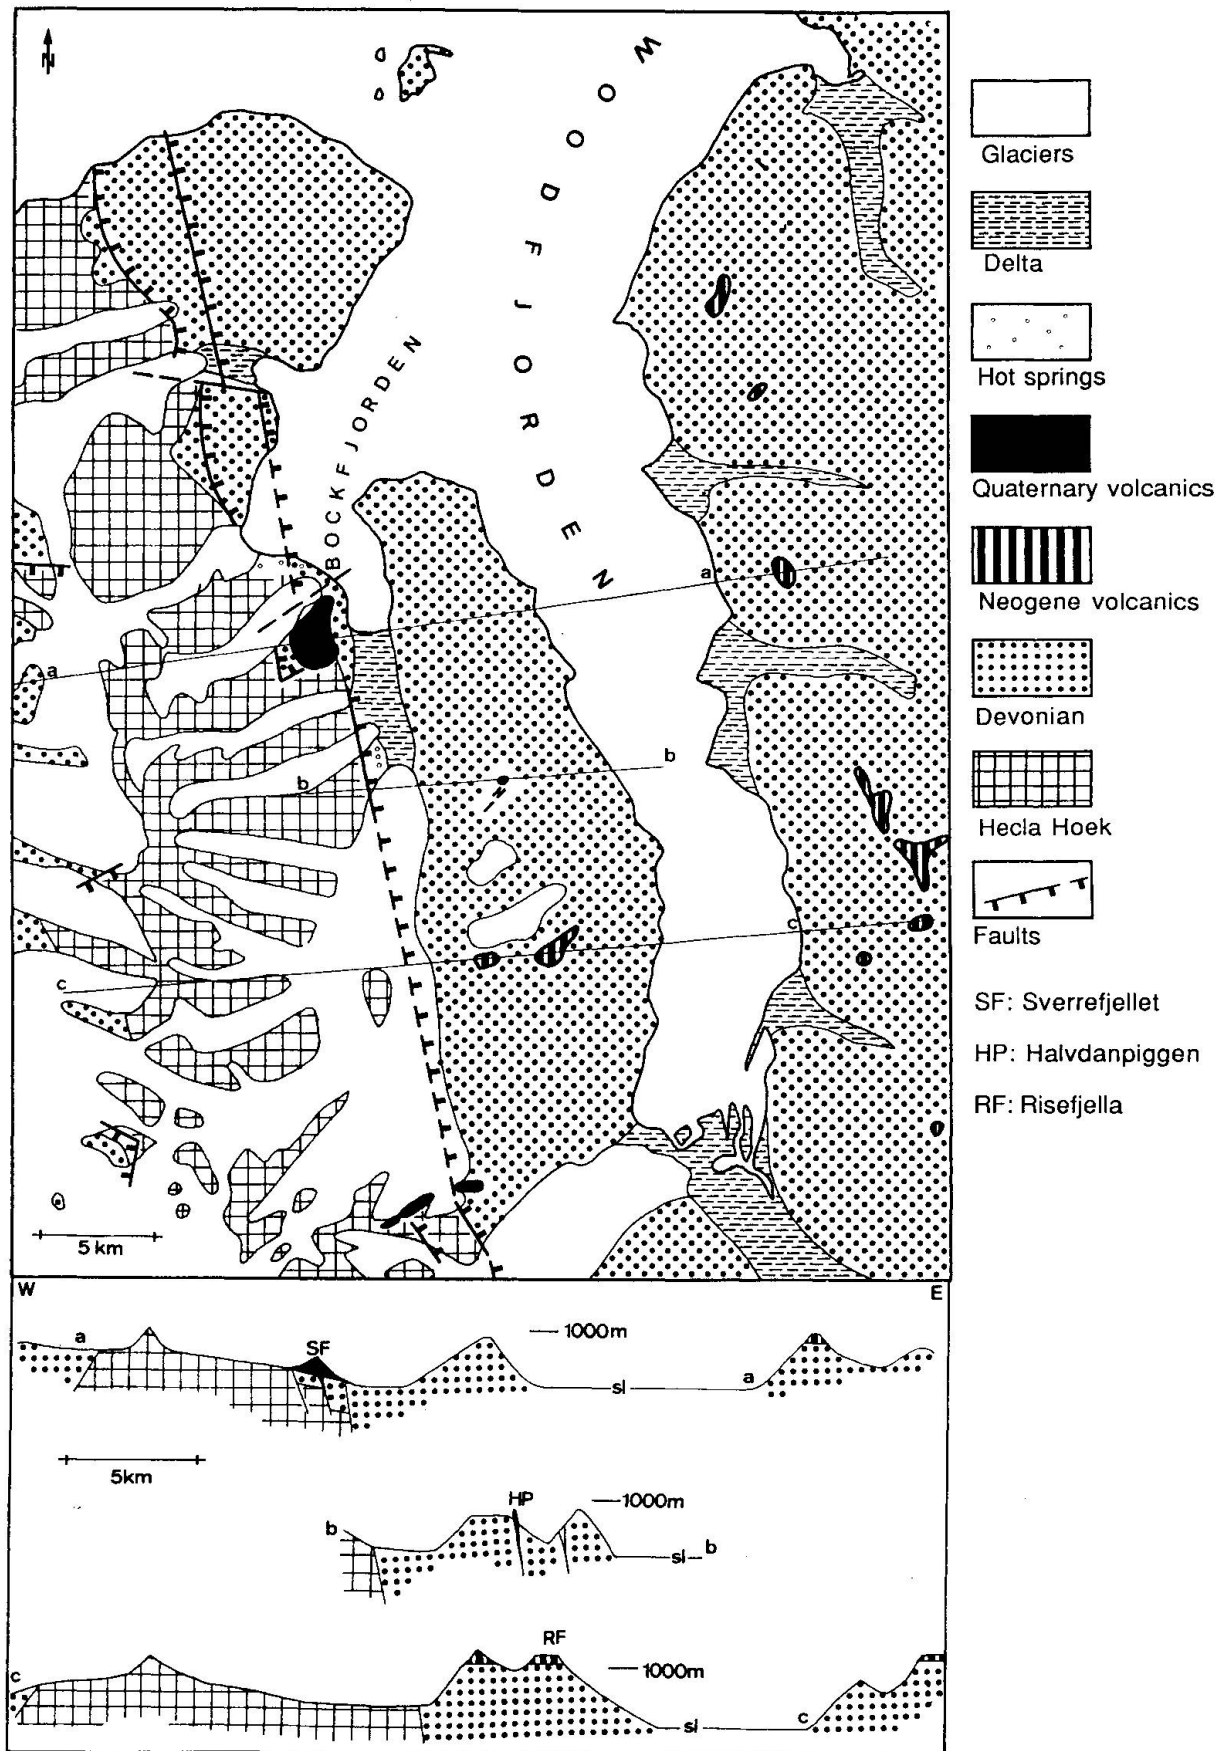 N
WOODFJORDEN
BOCKFJORDEN
a
a
b
b
c
c
5 km
Glaciers
Delta
Hot springs
Quaternary volcanics
Neogene volcanics
Devonian
Hecla Hoek
Faults
SF: Sverrefjellet
HP: Halvdanpiggen
RF: Risefjella
W
E
a
SF
1000m
sl
a
5km
b
HP
1000m
sl
b
c
RF
1000m
sl
c